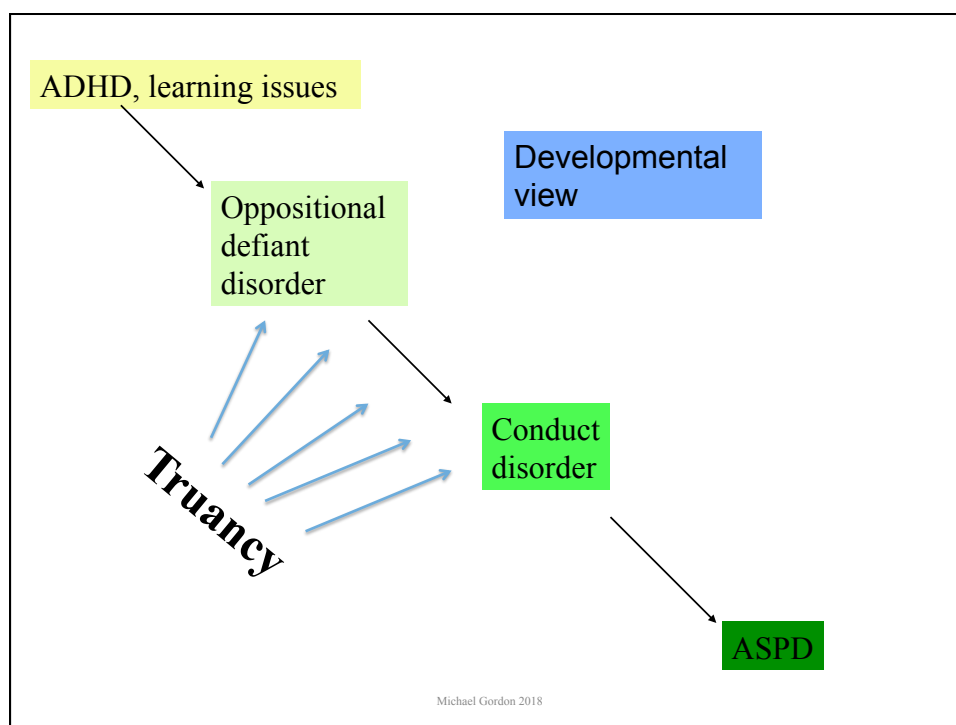 ADHD, learning issues
Developmental
view
Oppositional
defiant
disorder
Conduct
disorder
Truancy
ASPD
Michael Gordon 2018